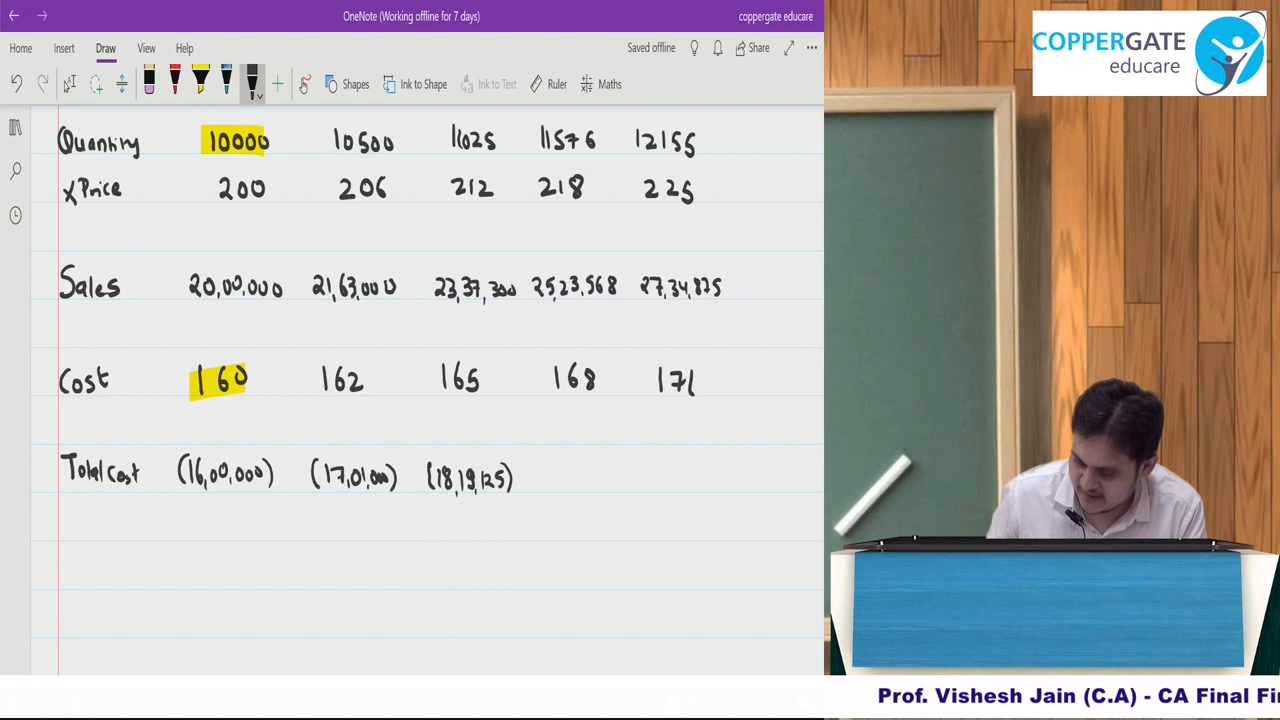 OneNote (Working offline for 7 days)
coppergate educare
Home Insert Draw View Help
Saved offline Share
Shapes Ink to Shape Ink to Text Ruler Maths
COPPERGATE
educare
Quantity 10000 10500 11025 11576 12155
x Price 200 206 212 218 225
Sales 20,00,000 21,63,000 23,37,300 25,23,568 27,34,825
Cost 160 162 165 168 171
Total Cost (16,00,000) (17,01,000) (18,19,125)
Prof. Vishesh Jain (C.A) - CA Final Fi